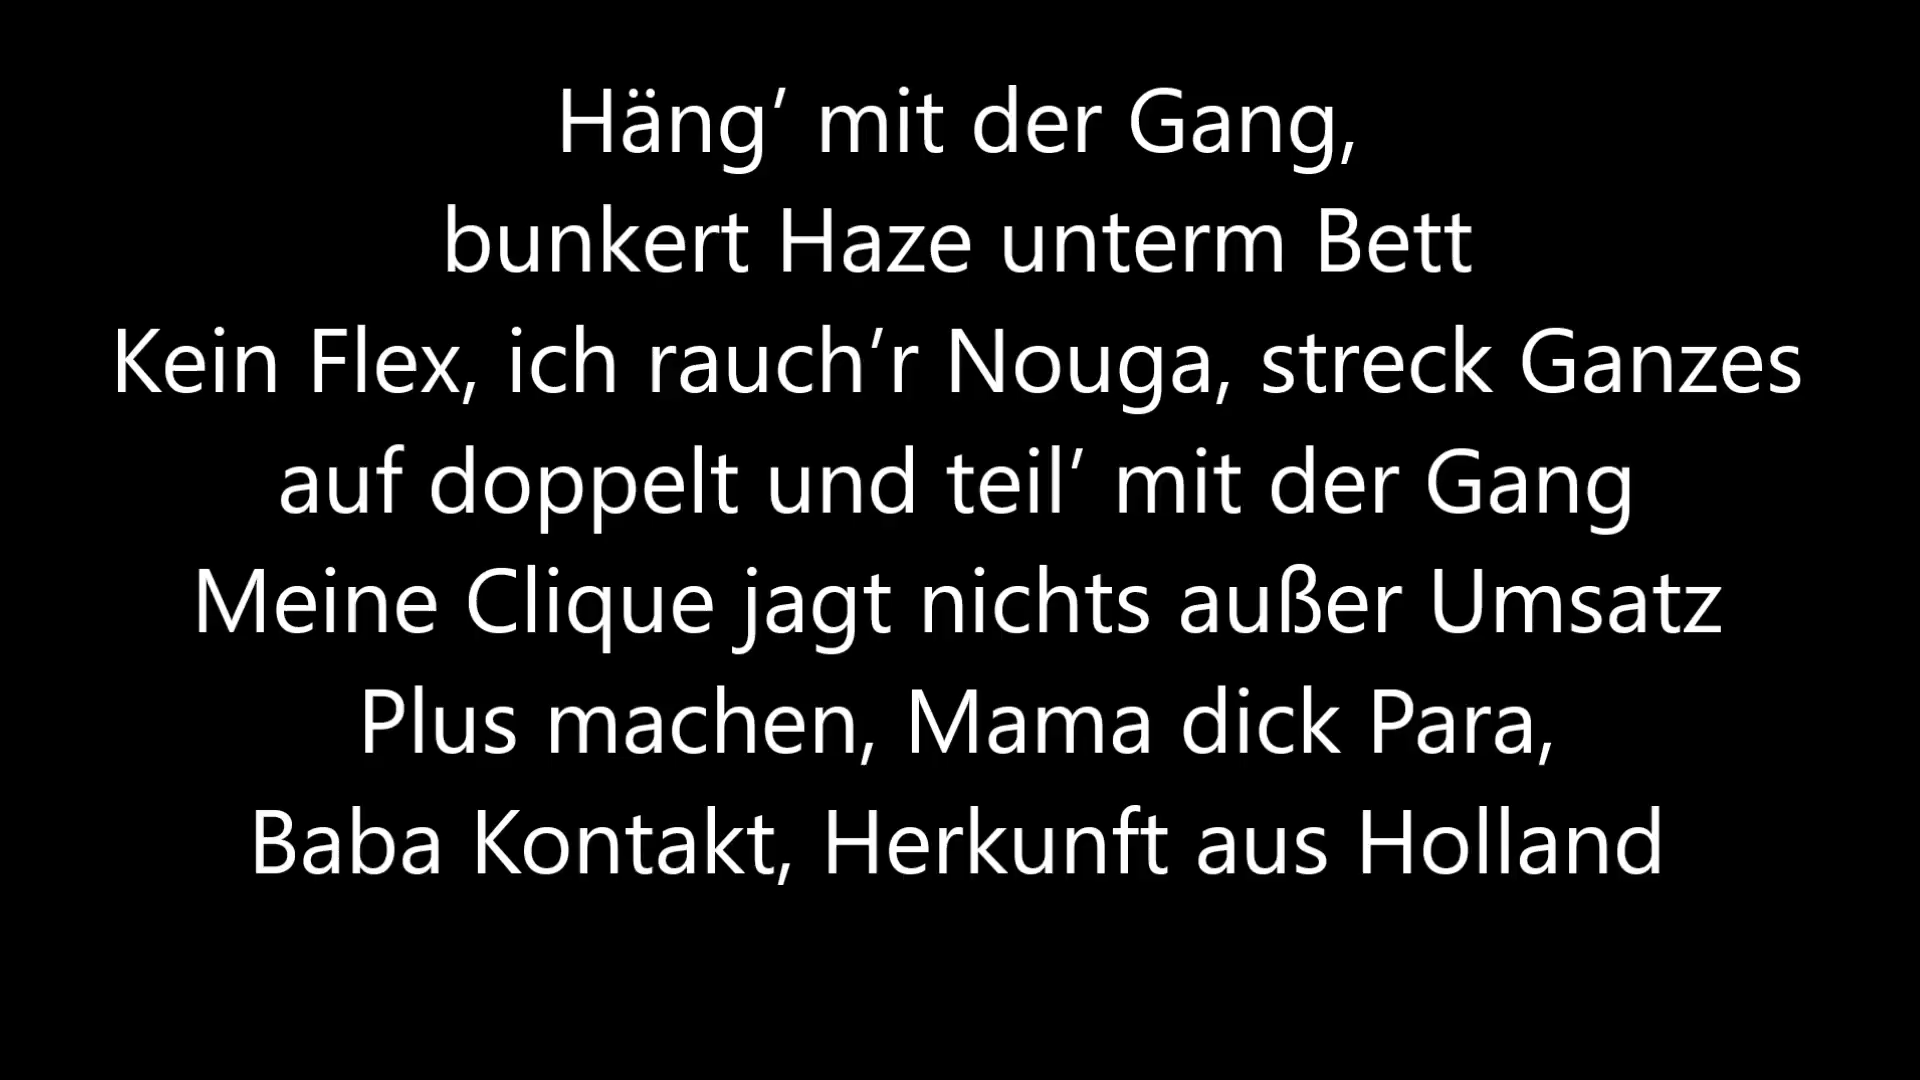 Häng’ mit der Gang,
bunkert Haze unterm Bett
Kein Flex, ich rauch’r Nouga, streck Ganzes
auf doppelt und teil’ mit der Gang
Meine Clique jagt nichts außer Umsatz
Plus machen, Mama dick Para,
Baba Kontakt, Herkunft aus Holland